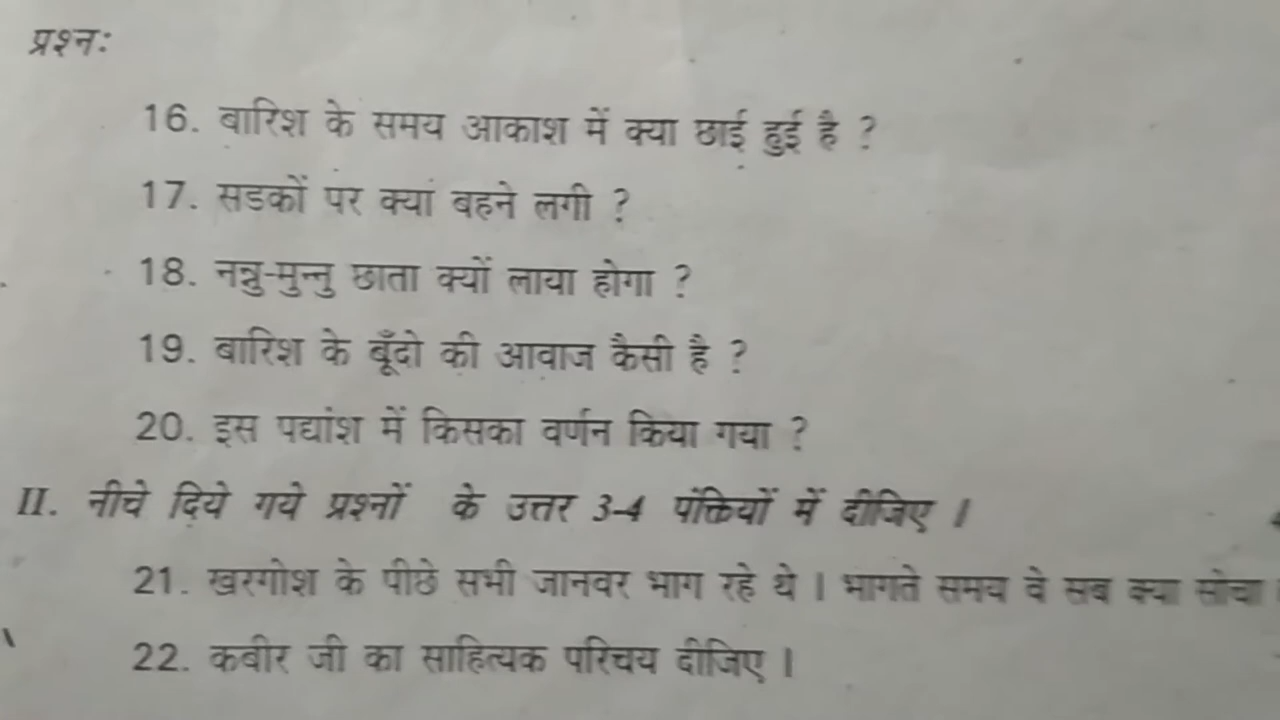 प्रश्नः
16. बारिश के समय आकाश में क्या छाई हुई है ?
17. सडकों पर क्यां बहने लगी ?
18. नन्नु-मुन्नु छाता क्यों लाया होगा ?
19. बारिश के बूँदो की आवाज कैसी है ?
20. इस पद्यांश में किसका वर्णन किया गया ?
II. नीचे दिये गये प्रश्नों के उत्तर 3-4 पंक्तियों में दीजिए ।
21. खरगोश के पीछे सभी जानवर भाग रहे थे । भागते समय वे सब क्या सोचा
22. कबीर जी का साहित्यक परिचय दीजिए ।